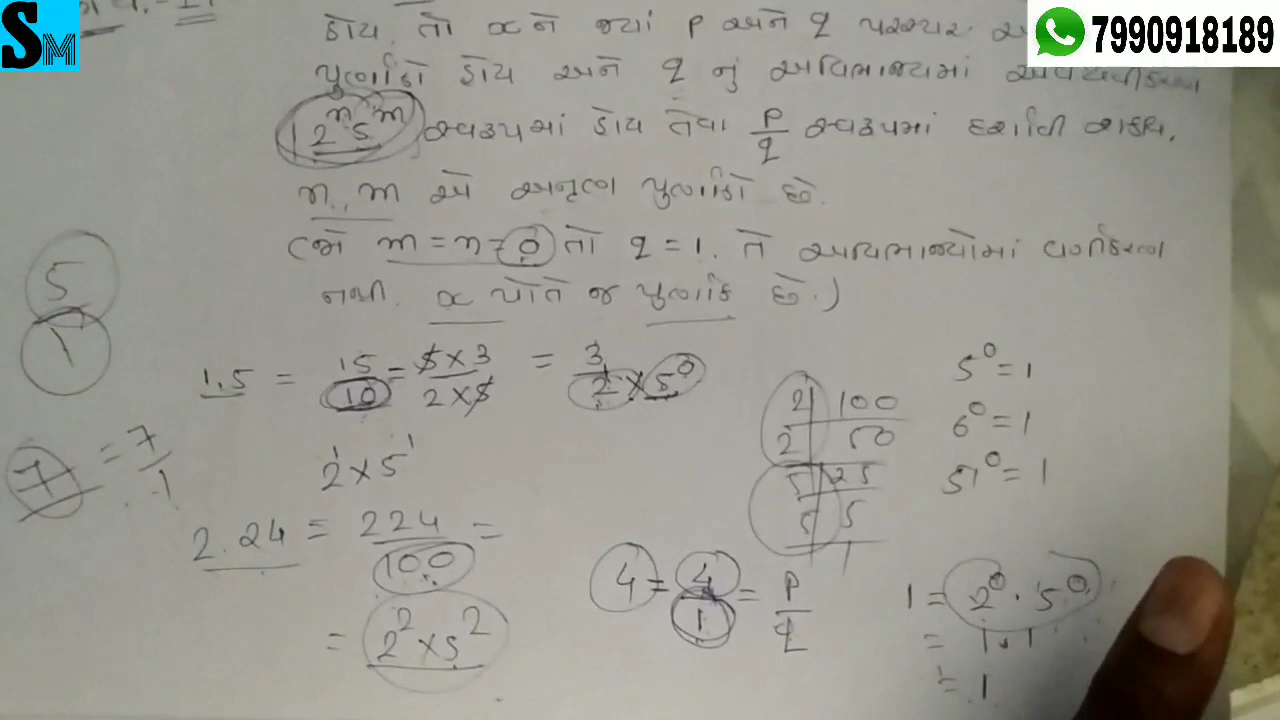 SM
7990918189
હોય, તો x ને જ્યાં p અને q પરસ્પર
પૂર્ણાંકો હોય અને q નું અવિભાજ્યમાં
2ⁿ 5ᵐ સ્વરૂપમાં હોય તેવા p/q સ્વરૂપમાં દર્શાવી શકાય.
n, m એ અનૃણ પૂર્ણાંકો છે.
(જો m = n = 0 તો q = 1. તે અવિભાજ્યોમાં
નથી. x પોતે જ પૂર્ણાંક છે.)
5/1
1.5 = 15/10 = 5×3/2×5 = 3/2×5⁰
5⁰ = 1
2 | 100
2 | 50
5 | 25
5 | 5
1
6⁰ = 1
7 = 7/1
2¹×5¹
51⁰ = 1
2.24 = 224/100 =
= 2²×5²
4 = 4/1 = p/q
1 = 2⁰·5⁰
= 1·1
= 1